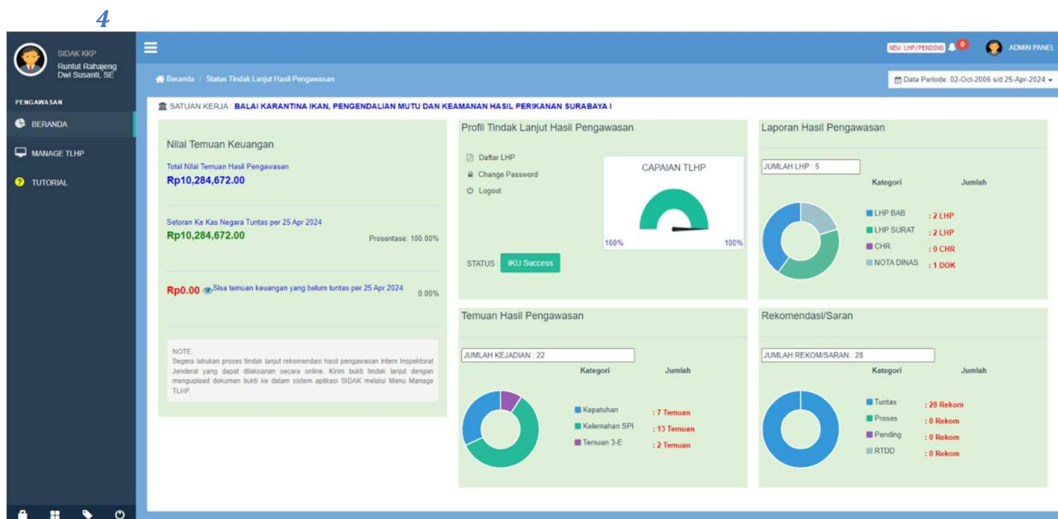 4
SIDAK KKP
Runtut Rahajeng
Dwi Susanti, SE
NEW: LHP/PENDING 0
ADMIN PANEL
Beranda / Status Tindak Lanjut Hasil Pengawasan
Data Periode: 02-Oct-2006 s/d 25-Apr-2024
PENGAWASAN
BERANDA
MANAGE TLHP
TUTORIAL
SATUAN KERJA : BALAI KARANTINA IKAN, PENGENDALIAN MUTU DAN KEAMANAN HASIL PERIKANAN SURABAYA I
Nilai Temuan Keuangan
Total Nilai Temuan Hasil Pengawasan
Rp10,284,672.00
Setoran Ke Kas Negara Tuntas per 25 Apr 2024
Rp10,284,672.00
Prosentase: 100.00%
Rp0.00 Sisa temuan keuangan yang belum tuntas per 25 Apr 2024
0.00%
NOTE:
Segera lakukan proses tindak lanjut rekomendasi hasil pengawasan intern Inspektorat
Jenderal yang dapat dilaksanakan secara online. Kirim bukti tindak lanjut dengan
mengupload dokumen bukti ke dalam sistem aplikasi SIDAK melalui Menu Manage
TLHP.
Profil Tindak Lanjut Hasil Pengawasan
Daftar LHP
Change Password
Logout
CAPAIAN TLHP
100% 100%
STATUS : IKU Success
Laporan Hasil Pengawasan
JUMLAH LHP : 5
Kategori Jumlah
LHP BAB : 2 LHP
LHP SURAT : 2 LHP
CHR : 0 CHR
NOTA DINAS : 1 DOK
Temuan Hasil Pengawasan
JUMLAH KEJADIAN : 22
Kategori Jumlah
Kepatuhan : 7 Temuan
Kelemahan SPI : 13 Temuan
Temuan 3-E : 2 Temuan
Rekomendasi/Saran
JUMLAH REKOM/SARAN : 28
Kategori Jumlah
Tuntas : 28 Rekom
Proses : 0 Rekom
Pending : 0 Rekom
RTDD : 0 Rekom